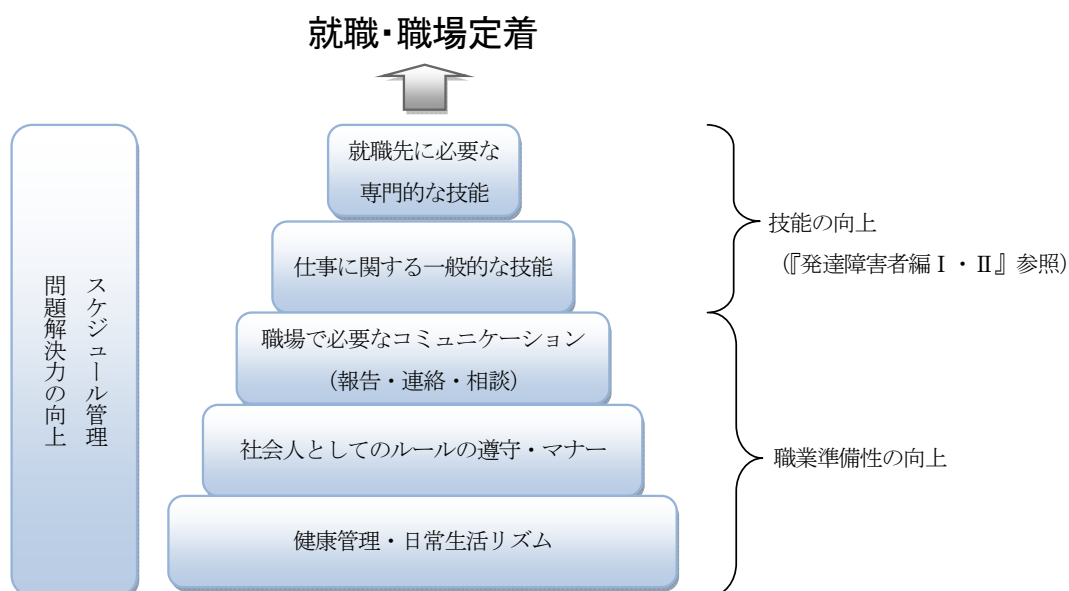 就職・職場定着
就職先に必要な
専門的な技能
仕事に関する一般的な技能
職場で必要なコミュニケーション
（報告・連絡・相談）
社会人としてのルールの遵守・マナー
健康管理・日常生活リズム
スケジュール管理
問題解決力の向上
技能の向上
（『発達障害者編Ⅰ・Ⅱ』参照）
職業準備性の向上